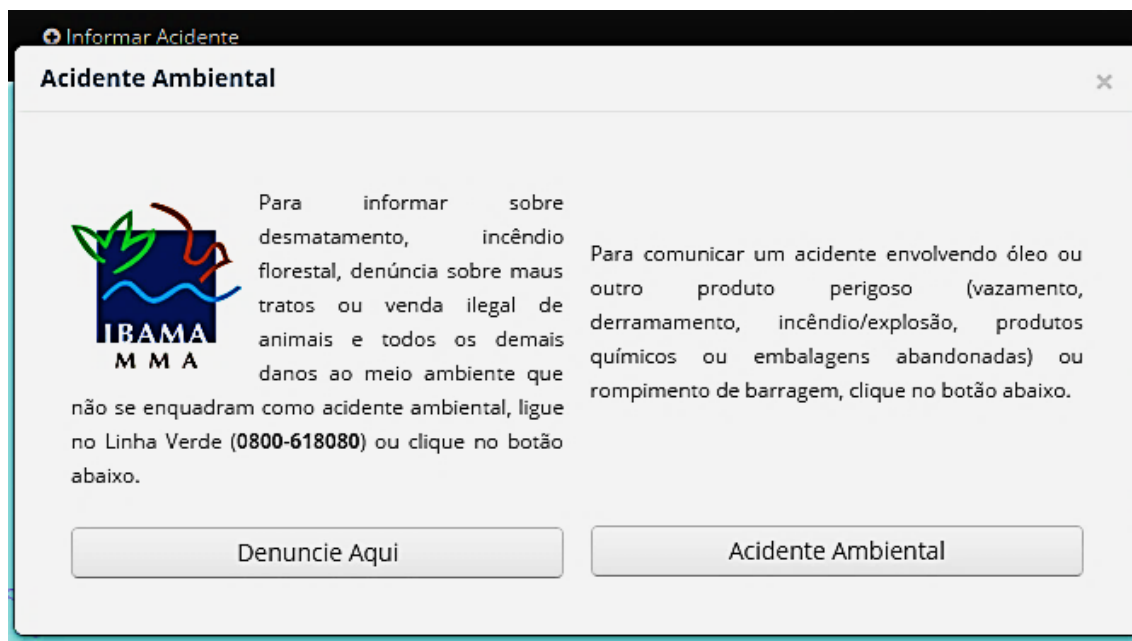 Informar Acidente
Acidente Ambiental
×
IBAMA
M M A
Para informar sobre
desmatamento, incêndio
florestal, denúncia sobre maus
tratos ou venda ilegal de
animais e todos os demais
danos ao meio ambiente que
não se enquadram como acidente ambiental, ligue
no Linha Verde (0800-618080) ou clique no botão
abaixo.
Denuncie Aqui
Para comunicar um acidente envolvendo óleo ou
outro produto perigoso (vazamento,
derramamento, incêndio/explosão, produtos
químicos ou embalagens abandonadas) ou
rompimento de barragem, clique no botão abaixo.
Acidente Ambiental